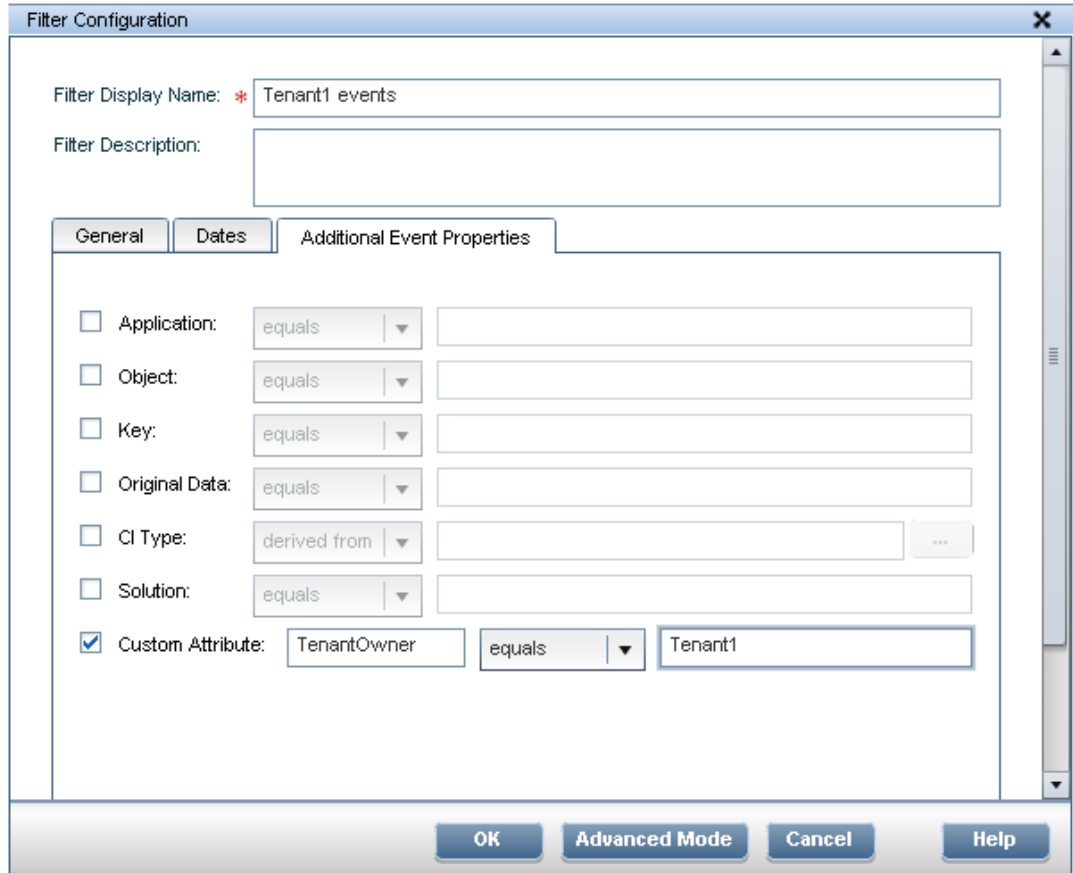 Filter Configuration
Filter Display Name: * Tenant1 events
Filter Description:
General Dates Additional Event Properties
Application: equals
Object: equals
Key: equals
Original Data: equals
CI Type: derived from ...
Solution: equals
Custom Attribute: TenantOwner equals Tenant1
OK Advanced Mode Cancel Help